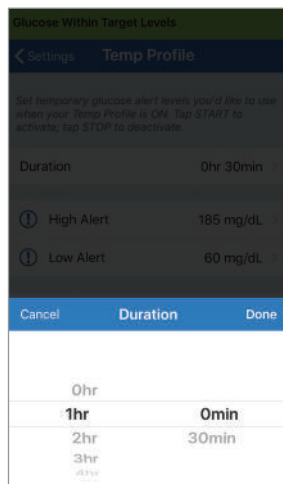 Glucose Within Target Levels
Settings Temp Profile
Set temporary glucose alert levels you'd like to use
when your Temp Profile is ON. Tap START to
activate; tap STOP to deactivate.
Duration 0hr 30min
High Alert 185 mg/dL
Low Alert 60 mg/dL
Cancel Duration Done
0hr
1hr 0min
2hr 30min
3hr
4hr